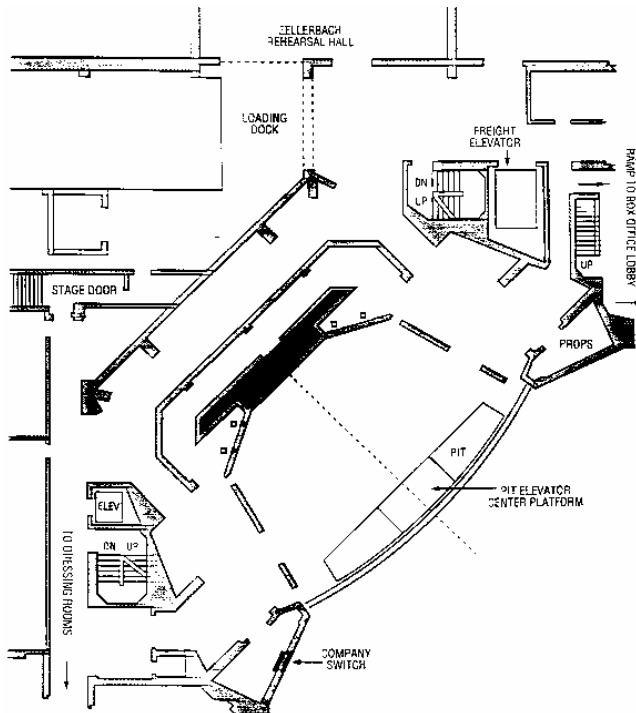 ZELLERBACH
REHEARSAL HALL
LOADING
DOCK
FREIGHT
ELEVATOR
DN
UP
RAMP TO BOX OFFICE LOBBY
UP
STAGE DOOR
PROPS
PIT
PIT ELEVATOR
CENTER PLATFORM
ELEV
DN UP
TO DRESSING ROOMS
COMPANY
SWITCH